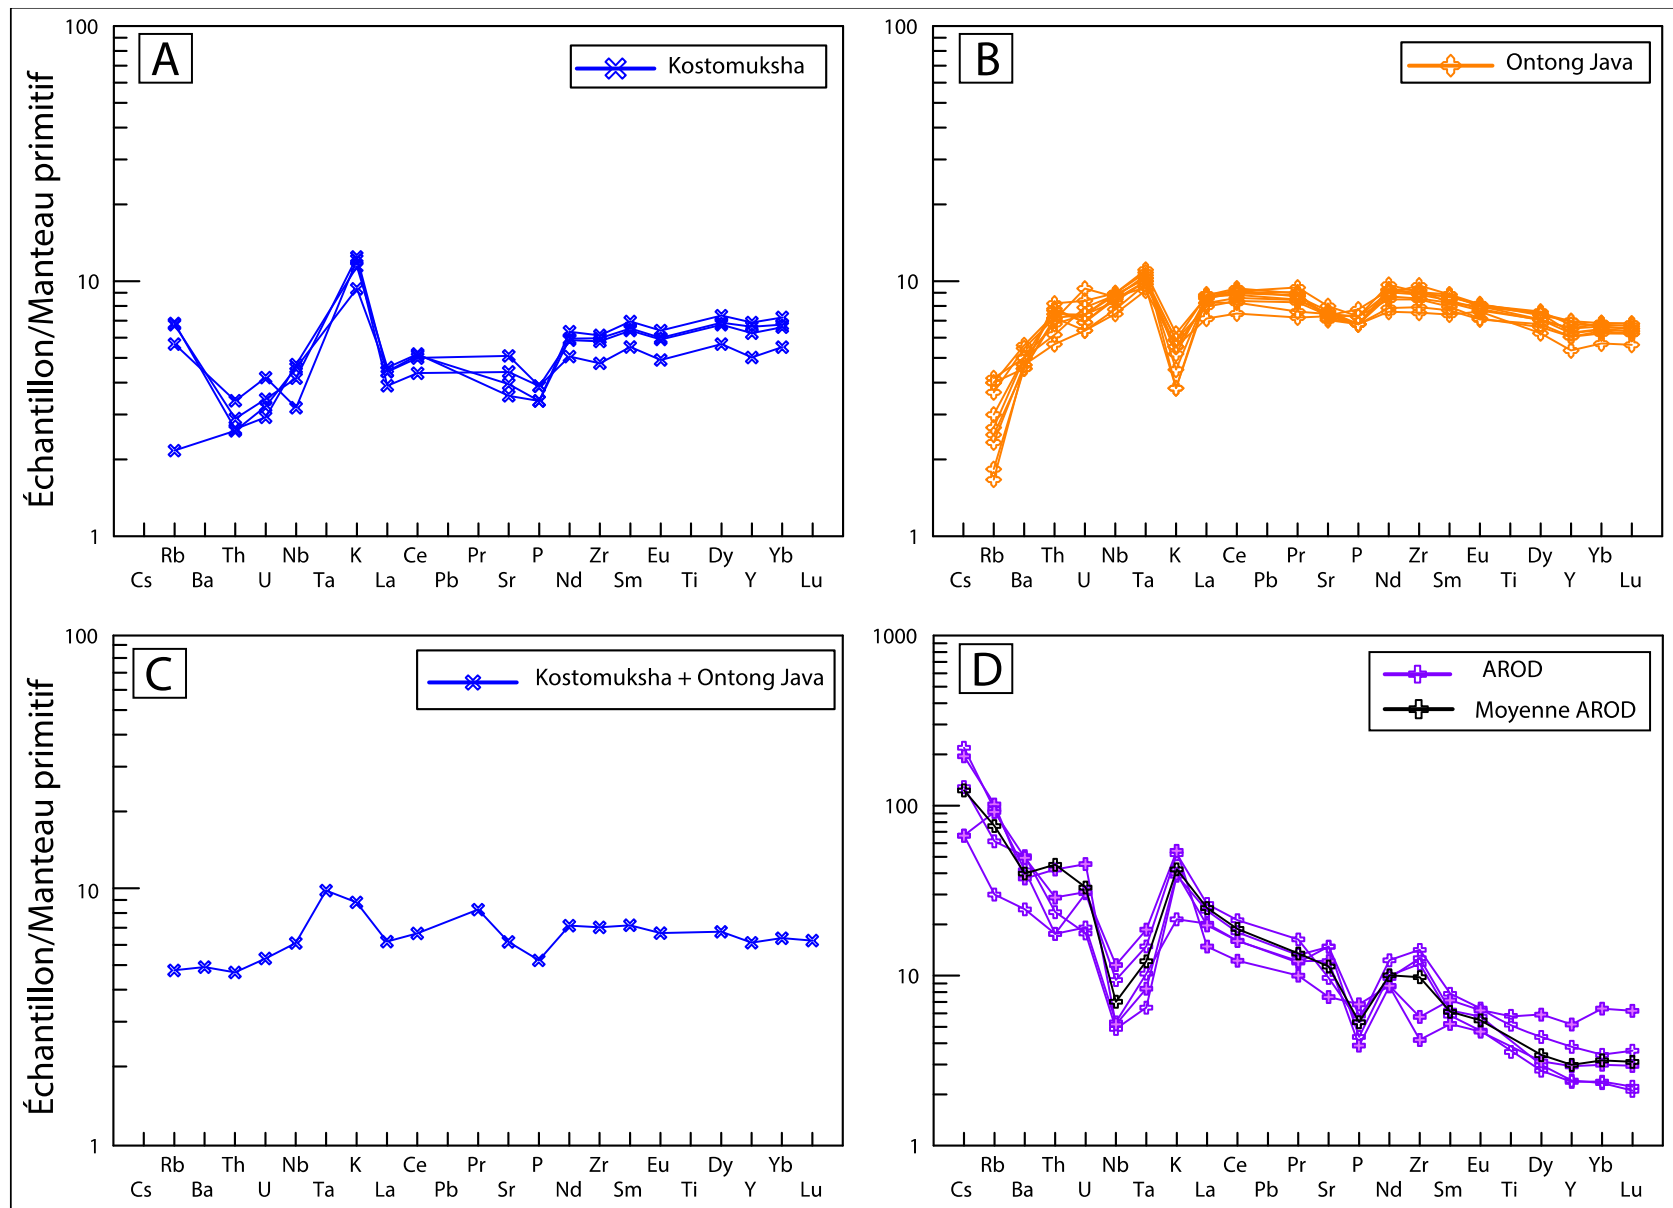 A
Kostomuksha
100
10
1
Échantillon/Manteau primitif
Rb Th Nb K Ce Pr P Zr Eu Dy Yb
Cs Ba U Ta La Pb Sr Nd Sm Ti Y Lu
B
Ontong Java
100
10
1
Rb Th Nb K Ce Pr P Zr Eu Dy Yb
Cs Ba U Ta La Pb Sr Nd Sm Ti Y Lu
C
Kostomuksha + Ontong Java
100
10
1
Échantillon/Manteau primitif
Rb Th Nb K Ce Pr P Zr Eu Dy Yb
Cs Ba U Ta La Pb Sr Nd Sm Ti Y Lu
D
AROD
Moyenne AROD
1000
100
10
1
Rb Th Nb K Ce Pr P Zr Eu Dy Yb
Cs Ba U Ta La Pb Sr Nd Sm Ti Y Lu